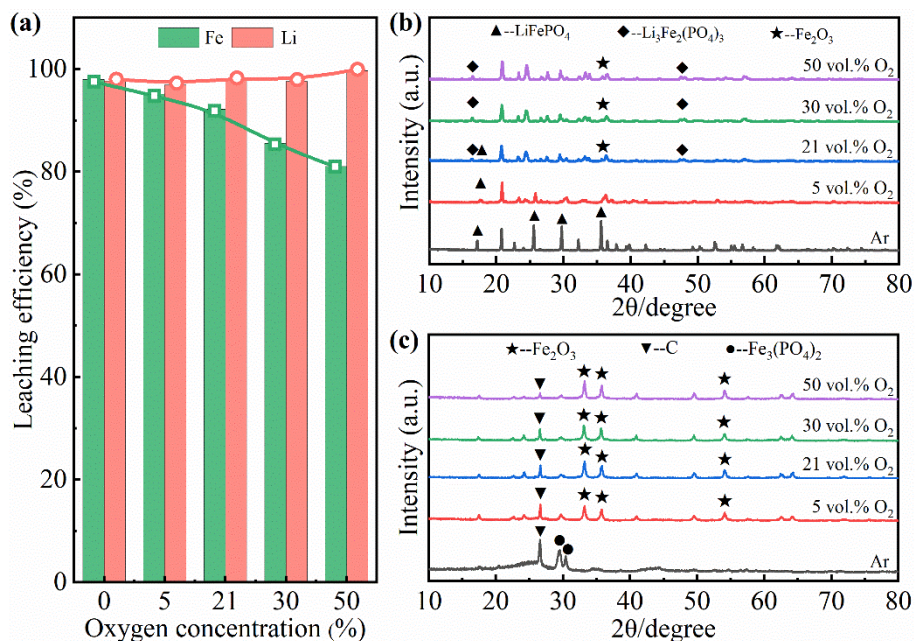 (a)
Fe Li
100
80
60
40
20
0
Leaching efficiency (%)
0 5 21 30 50
Oxygen concentration (%)
(b)
▲--LiFePO₄ ◆--Li₃Fe₂(PO₄)₃ ★--Fe₂O₃
50 vol.% O₂
30 vol.% O₂
21 vol.% O₂
5 vol.% O₂
Ar
Intensity (a.u.)
10 20 30 40 50 60 70 80
2θ/degree
(c)
★--Fe₂O₃ ▼--C ●--Fe₃(PO₄)₂
50 vol.% O₂
30 vol.% O₂
21 vol.% O₂
5 vol.% O₂
Ar
Intensity (a.u.)
10 20 30 40 50 60 70 80
2θ/degree